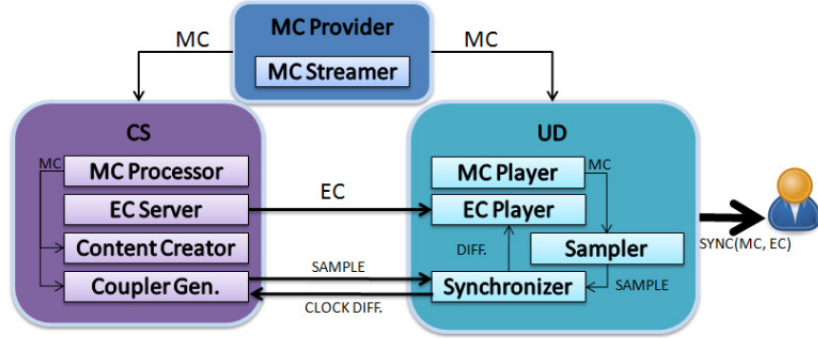 MC Provider
MC
MC
MC Streamer
CS
UD
MC
MC Processor
MC Player
MC
EC Server
EC
EC Player
Content Creator
DIFF.
Sampler
SYNC(MC, EC)
Coupler Gen.
SAMPLE
Synchronizer
SAMPLE
CLOCK DIFF.